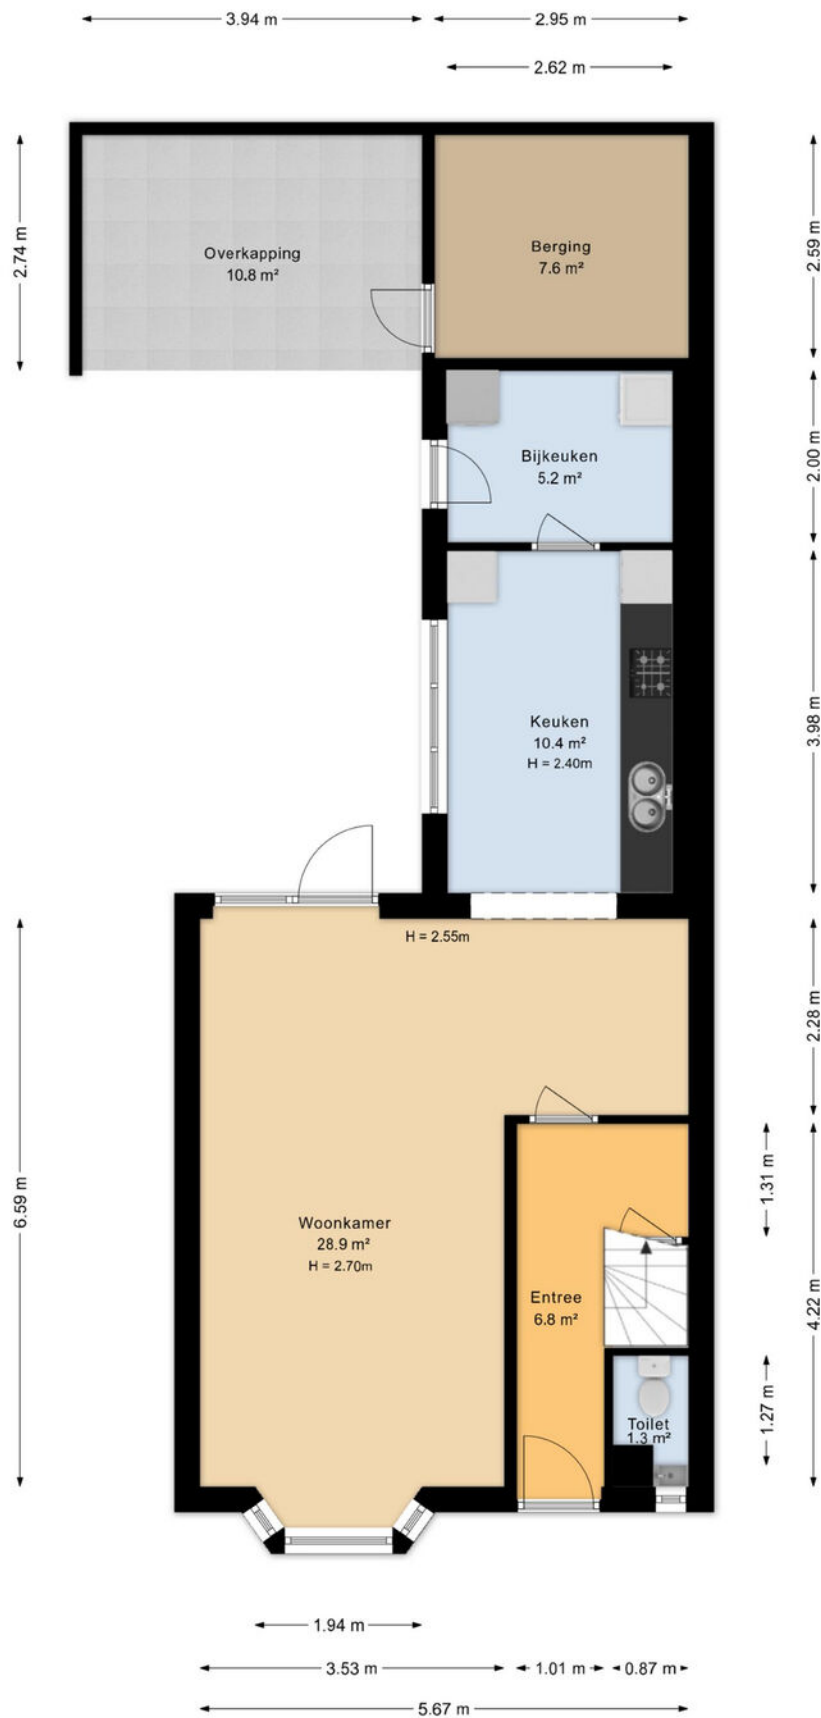 3.94 m
2.95 m
2.62 m
2.74 m
2.59 m
Overkapping
10.8 m²
Berging
7.6 m²
2.00 m
Bijkeuken
5.2 m²
3.98 m
Keuken
10.4 m²
H = 2.40m
H = 2.55m
2.28 m
6.59 m
1.31 m
Woonkamer
28.9 m²
H = 2.70m
Entree
6.8 m²
4.22 m
1.27 m
Toilet
1.3 m²
1.94 m
3.53 m
1.01 m
0.87 m
5.67 m